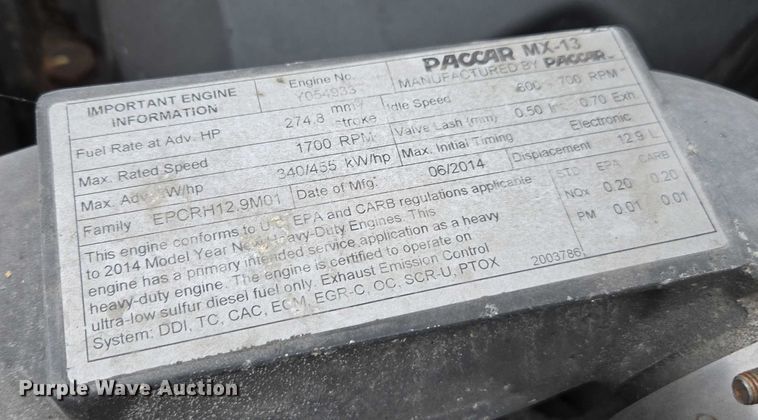 IMPORTANT ENGINE INFORMATION
Engine No. Y054933
PACCAR MX-13
MANUFACTURED BY PACCAR
Fuel Rate at Adv. HP 274.8 mm³ stroke
Idle Speed 600 - 700 RPM
Max. Rated Speed 1700 RPM
Valve Lash (mm) 0.50 In. 0.70 Exh
Max. Adv. kW/hp 340/455 kW/hp
Max. Initial Timing Electronic
Family EPCRH12.9M01
Date of Mfg: 06/2014
Displacement 12.9 L
This engine conforms to U.S. EPA and CARB regulations applicable
to 2014 Model Year New Heavy-Duty Engines. This
engine has a primary intended service application as a heavy
heavy-duty engine. The engine is certified to operate on
ultra-low sulfur diesel fuel only. Exhaust Emission Control
System: DDI, TC, CAC, ECM, EGR-C, OC, SCR-U, PTOX
STD EPA CARB
NOx 0.20 0.20
PM 0.01 0.01
2003786
Purple Wave Auction